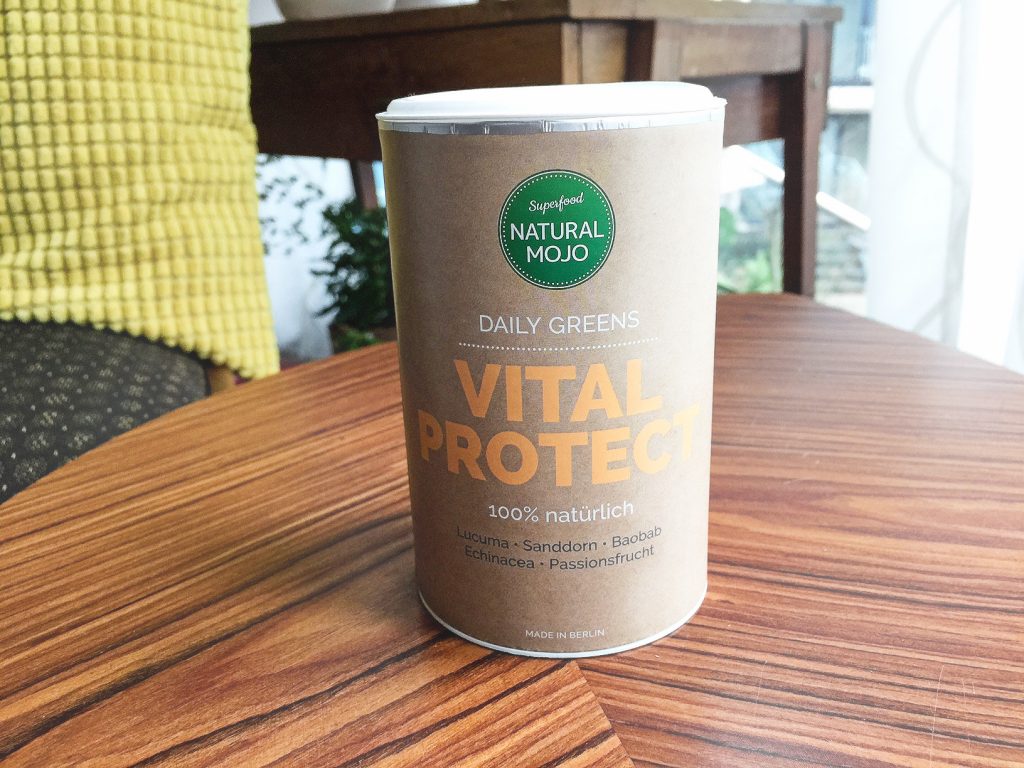 Superfood
NATURAL
MOJO
DAILY GREENS
VITAL
PROTECT
100% natürlich
Lucuma • Sanddorn • Baobab
Echinacea • Passionsfrucht
MADE IN BERLIN